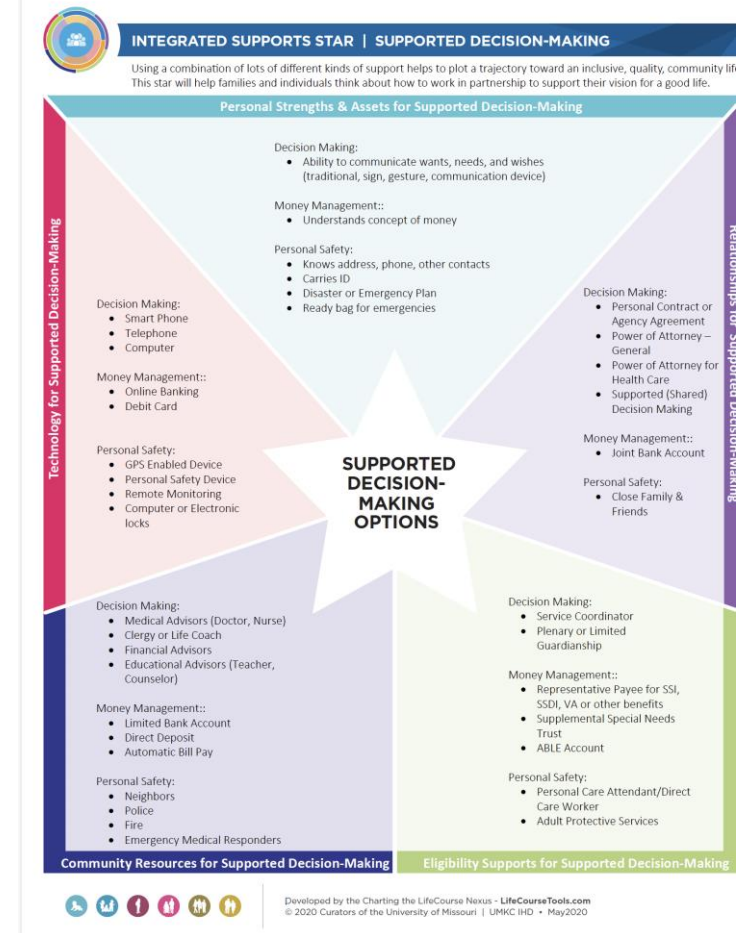 INTEGRATED SUPPORTS STAR | SUPPORTED DECISION-MAKING
Using a combination of lots of different kinds of support helps to plot a trajectory toward an inclusive, quality, community life
This star will help families and individuals think about how to work in partnership to support their vision for a good life.
Personal Strengths & Assets for Supported Decision-Making
Decision Making:
• Ability to communicate wants, needs, and wishes
(traditional, sign, gesture, communication device)
Money Management::
• Understands concept of money
Personal Safety:
• Knows address, phone, other contacts
• Carries ID
• Disaster or Emergency Plan
• Ready bag for emergencies
Technology for Supported Decision-Making
Decision Making:
• Smart Phone
• Telephone
• Computer
Money Management::
• Online Banking
• Debit Card
Personal Safety:
• GPS Enabled Device
• Personal Safety Device
• Remote Monitoring
• Computer or Electronic
locks
Relationships for Supported Decision-Making
Decision Making:
• Personal Contract or
Agency Agreement
• Power of Attorney –
General
• Power of Attorney for
Health Care
• Supported (Shared)
Decision Making
Money Management::
• Joint Bank Account
Personal Safety:
• Close Family &
Friends
SUPPORTED
DECISION-
MAKING
OPTIONS
Decision Making:
• Medical Advisors (Doctor, Nurse)
• Clergy or Life Coach
• Financial Advisors
• Educational Advisors (Teacher,
Counselor)
Money Management::
• Limited Bank Account
• Direct Deposit
• Automatic Bill Pay
Personal Safety:
• Neighbors
• Police
• Fire
• Emergency Medical Responders
Community Resources for Supported Decision-Making
Decision Making:
• Service Coordinator
• Plenary or Limited
Guardianship
Money Management::
• Representative Payee for SSI,
SSDI, VA or other benefits
• Supplemental Special Needs
Trust
• ABLE Account
Personal Safety:
• Personal Care Attendant/Direct
Care Worker
• Adult Protective Services
Eligibility Supports for Supported Decision-Making
Developed by the Charting the LifeCourse Nexus - LifeCourseTools.com
© 2020 Curators of the University of Missouri | UMKC IHD • May2020